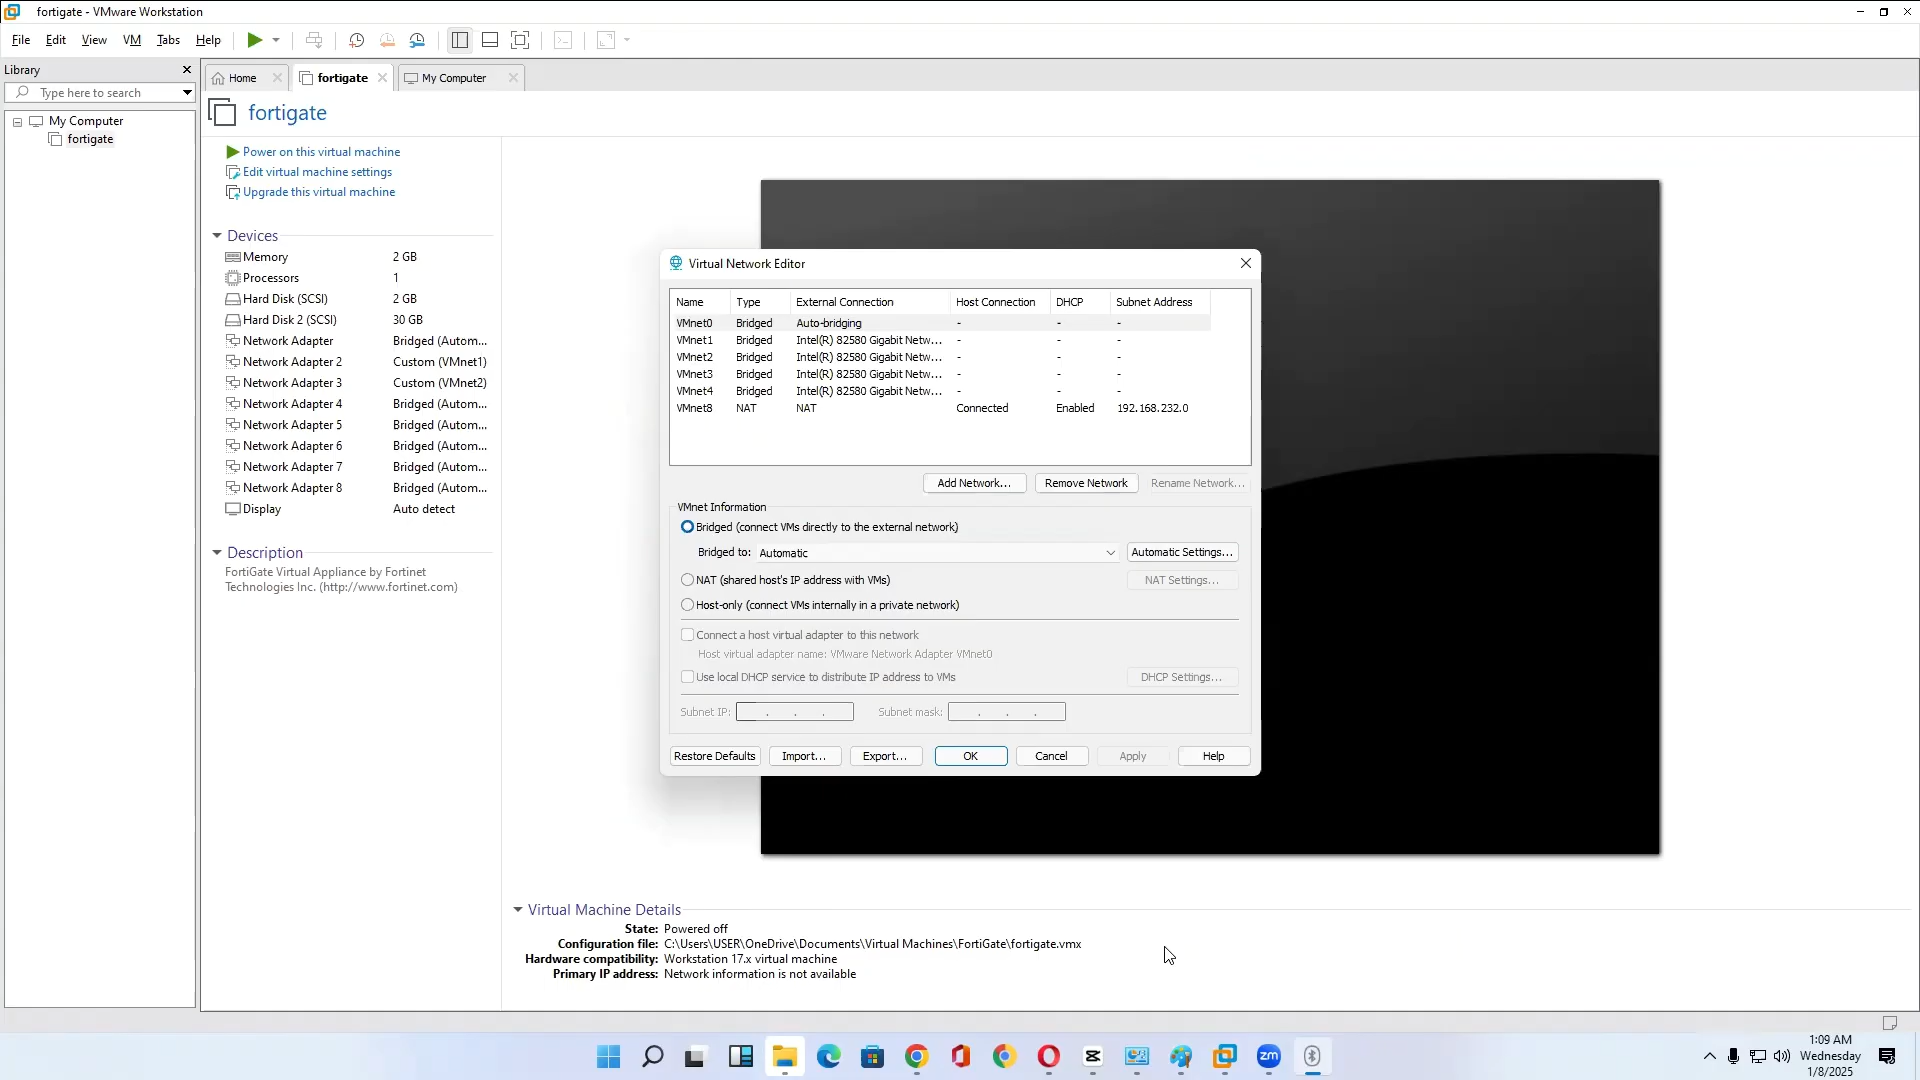 fortigate - VMware Workstation
File Edit View VM Tabs Help
Library
Home
fortigate
My Computer
Type here to search
My Computer
fortigate
fortigate
Power on this virtual machine
Edit virtual machine settings
Upgrade this virtual machine
Devices
Memory 2 GB
Processors 1
Hard Disk (SCSI) 2 GB
Hard Disk 2 (SCSI) 30 GB
Network Adapter Bridged (Autom...
Network Adapter 2 Custom (VMnet1)
Network Adapter 3 Custom (VMnet2)
Network Adapter 4 Bridged (Autom...
Network Adapter 5 Bridged (Autom...
Network Adapter 6 Bridged (Autom...
Network Adapter 7 Bridged (Autom...
Network Adapter 8 Bridged (Autom...
Display Auto detect
Description
FortiGate Virtual Appliance by Fortinet
Technologies Inc. (http://www.fortinet.com)
Virtual Network Editor
Name Type External Connection Host Connection DHCP Subnet Address
VMnet0 Bridged Auto-bridging - - -
VMnet1 Bridged Intel(R) 82580 Gigabit Netw... - - -
VMnet2 Bridged Intel(R) 82580 Gigabit Netw... - - -
VMnet3 Bridged Intel(R) 82580 Gigabit Netw... - - -
VMnet4 Bridged Intel(R) 82580 Gigabit Netw... - - -
VMnet8 NAT NAT Connected Enabled 192.168.232.0
Add Network... Remove Network Rename Network...
VMnet Information
Bridged (connect VMs directly to the external network)
Bridged to: Automatic Automatic Settings...
NAT (shared host's IP address with VMs) NAT Settings...
Host-only (connect VMs internally in a private network)
Connect a host virtual adapter to this network
Host virtual adapter name: VMware Network Adapter VMnet0
Use local DHCP service to distribute IP address to VMs DHCP Settings...
Subnet IP: . . . Subnet mask: . . .
Restore Defaults Import... Export... OK Cancel Apply Help
Virtual Machine Details
State: Powered off
Configuration file: C:\Users\USER\OneDrive\Documents\Virtual Machines\FortiGate\fortigate.vmx
Hardware compatibility: Workstation 17.x virtual machine
Primary IP address: Network information is not available
zm
1:09 AM
Wednesday
1/8/2025